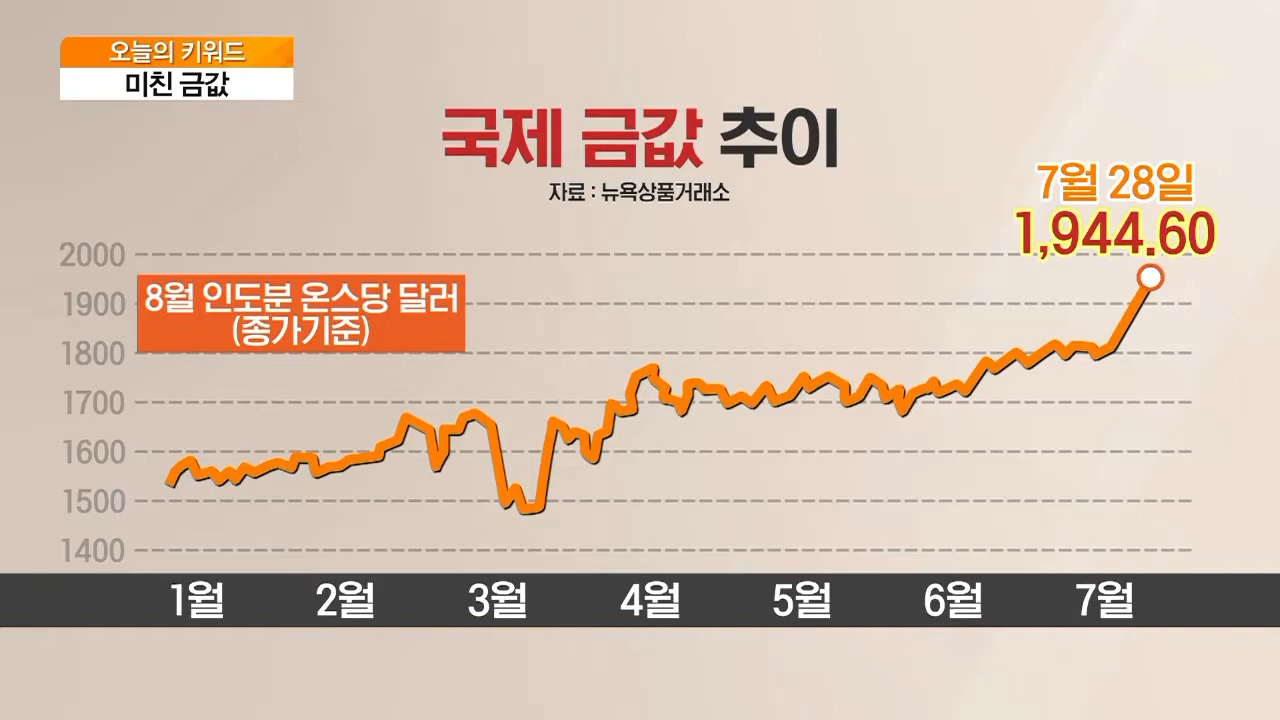 오늘의 키워드
미친 금값
국제 금값 추이
자료 : 뉴욕상품거래소
7월 28일
1,944.60
2000
8월 인도분 온스당 달러
(종가기준)
1900
1800
1700
1600
1500
1400
1월 2월 3월 4월 5월 6월 7월